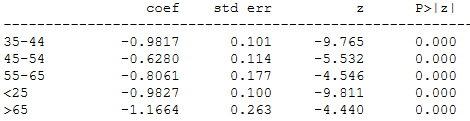 coef std err z P>|z|
35-44 -0.9817 0.101 -9.765 0.000
45-54 -0.6280 0.114 -5.532 0.000
55-65 -0.8061 0.177 -4.546 0.000
<25 -0.9827 0.100 -9.811 0.000
>65 -1.1664 0.263 -4.440 0.000